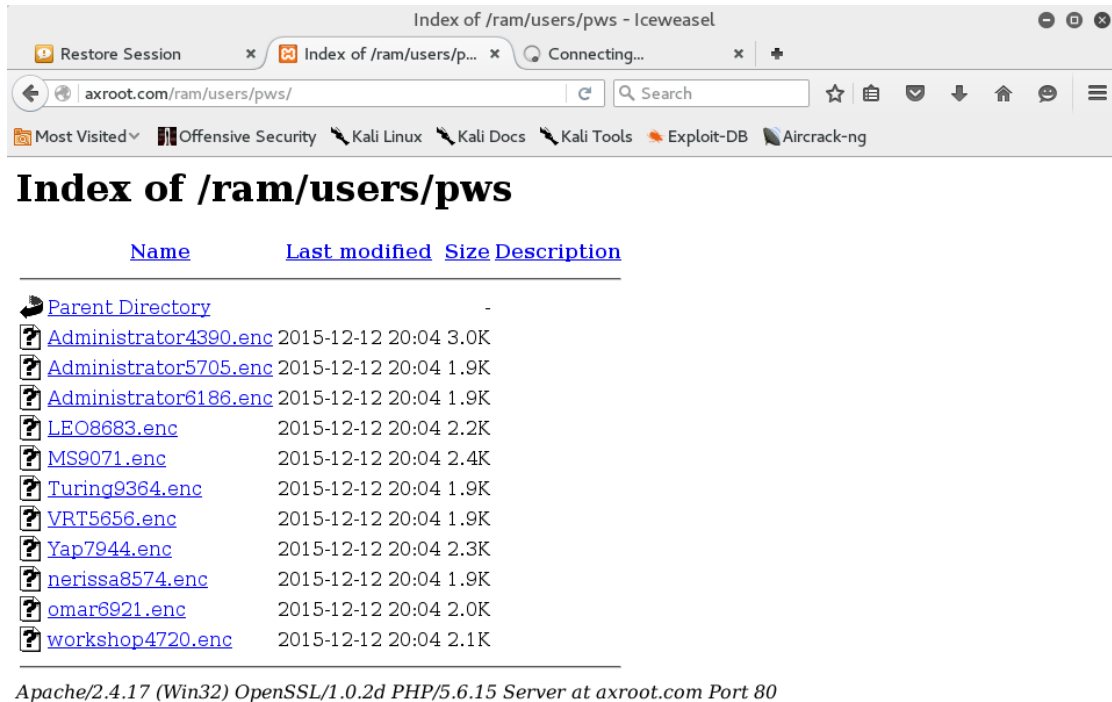 Index of /ram/users/pws - Iceweasel
Restore Session × Index of /ram/users/p... × Connecting... ×
axroot.com/ram/users/pws/ Search
Most Visited Offensive Security Kali Linux Kali Docs Kali Tools Exploit-DB Aircrack-ng
Index of /ram/users/pws
Name Last modified Size Description
Parent Directory -
Administrator4390.enc 2015-12-12 20:04 3.0K
Administrator5705.enc 2015-12-12 20:04 1.9K
Administrator6186.enc 2015-12-12 20:04 1.9K
LEO8683.enc 2015-12-12 20:04 2.2K
MS9071.enc 2015-12-12 20:04 2.4K
Turing9364.enc 2015-12-12 20:04 1.9K
VRT5656.enc 2015-12-12 20:04 1.9K
Yap7944.enc 2015-12-12 20:04 2.3K
nerissa8574.enc 2015-12-12 20:04 1.9K
omar6921.enc 2015-12-12 20:04 2.0K
workshop4720.enc 2015-12-12 20:04 2.1K
Apache/2.4.17 (Win32) OpenSSL/1.0.2d PHP/5.6.15 Server at axroot.com Port 80